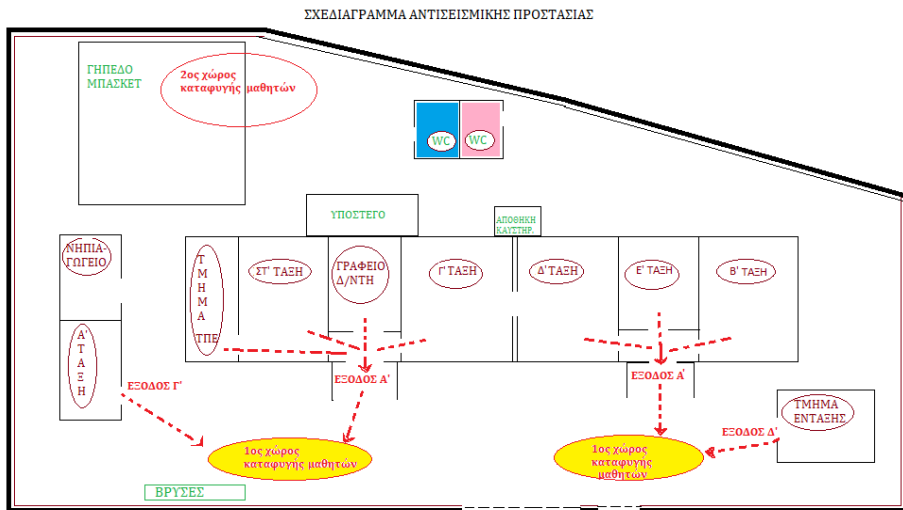 ΣΧΕΔΙΑΓΡΑΜΜΑ ΑΝΤΙΣΕΙΣΜΙΚΗΣ ΠΡΟΣΤΑΣΙΑΣ
ΓΗΠΕΔΟ
ΜΠΑΣΚΕΤ
2ος χώρος
καταφυγής μαθητών
WC
WC
ΥΠΟΣΤΕΓΟ
ΑΠΟΘΗΚΗ
ΚΑΥΣΤΗΡ.
ΝΗΠΙΑ-
ΓΩΓΕΙΟ
Τ
Μ
Η
Μ
Α
ΤΠΕ
ΣΤ' ΤΑΞΗ
ΓΡΑΦΕΙΟ
Δ/ΝΤΗ
Γ' ΤΑΞΗ
Δ' ΤΑΞΗ
Ε' ΤΑΞΗ
Β' ΤΑΞΗ
Α'
Τ
Α
Ξ
Η
ΕΞΟΔΟΣ Γ'
ΕΞΟΔΟΣ Α'
ΕΞΟΔΟΣ Α'
ΤΜΗΜΑ
ΕΝΤΑΞΗΣ
ΕΞΟΔΟΣ Δ'
1ος χώρος
καταφυγής μαθητών
1ος χώρος
καταφυγής
μαθητών
ΒΡΥΣΕΣ